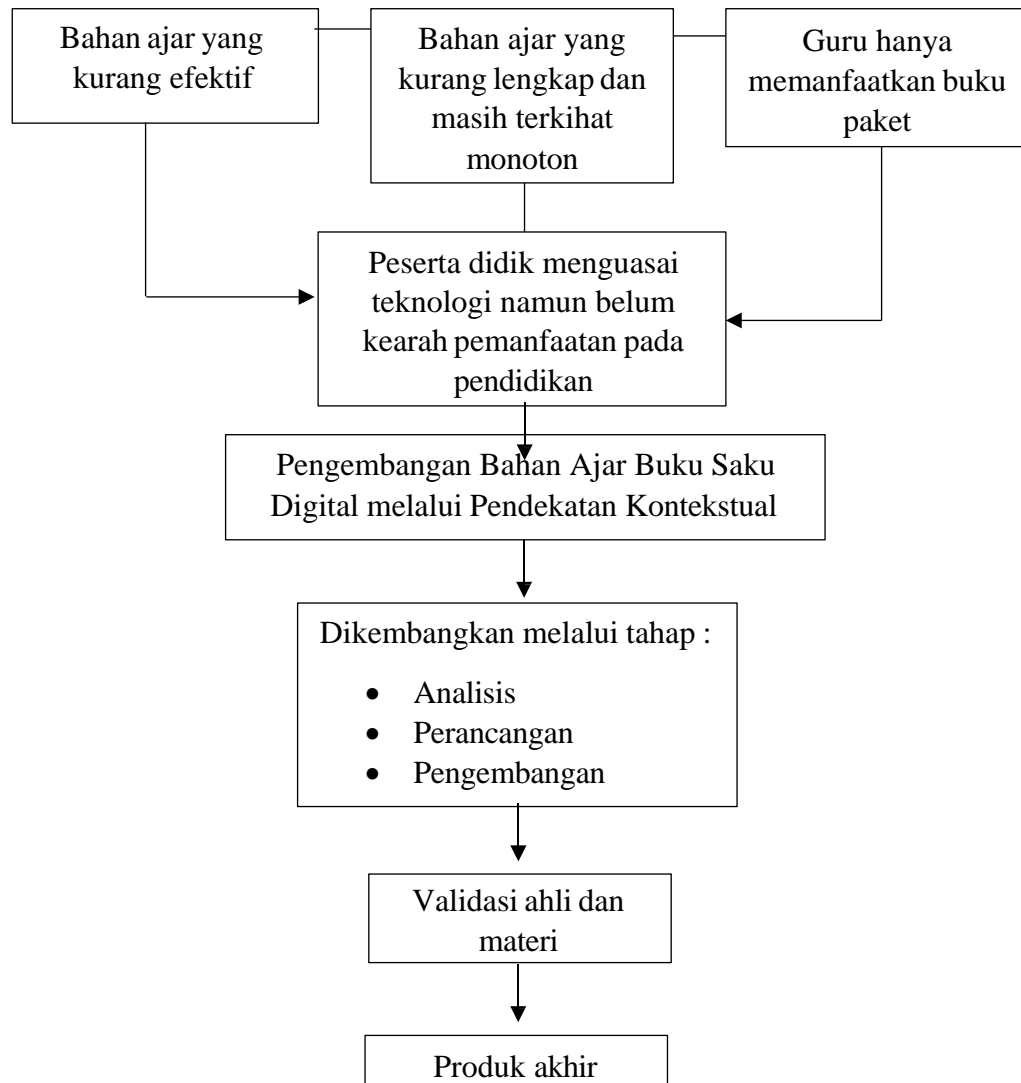 Bahan ajar yang
kurang efektif
Bahan ajar yang
kurang lengkap dan
masih terkihat
monoton
Guru hanya
memanfaatkan buku
paket
Peserta didik menguasai
teknologi namun belum
kearah pemanfaatan pada
pendidikan
Pengembangan Bahan Ajar Buku Saku
Digital melalui Pendekatan Kontekstual
Dikembangkan melalui tahap :
• Analisis
• Perancangan
• Pengembangan
Validasi ahli dan
materi
Produk akhir